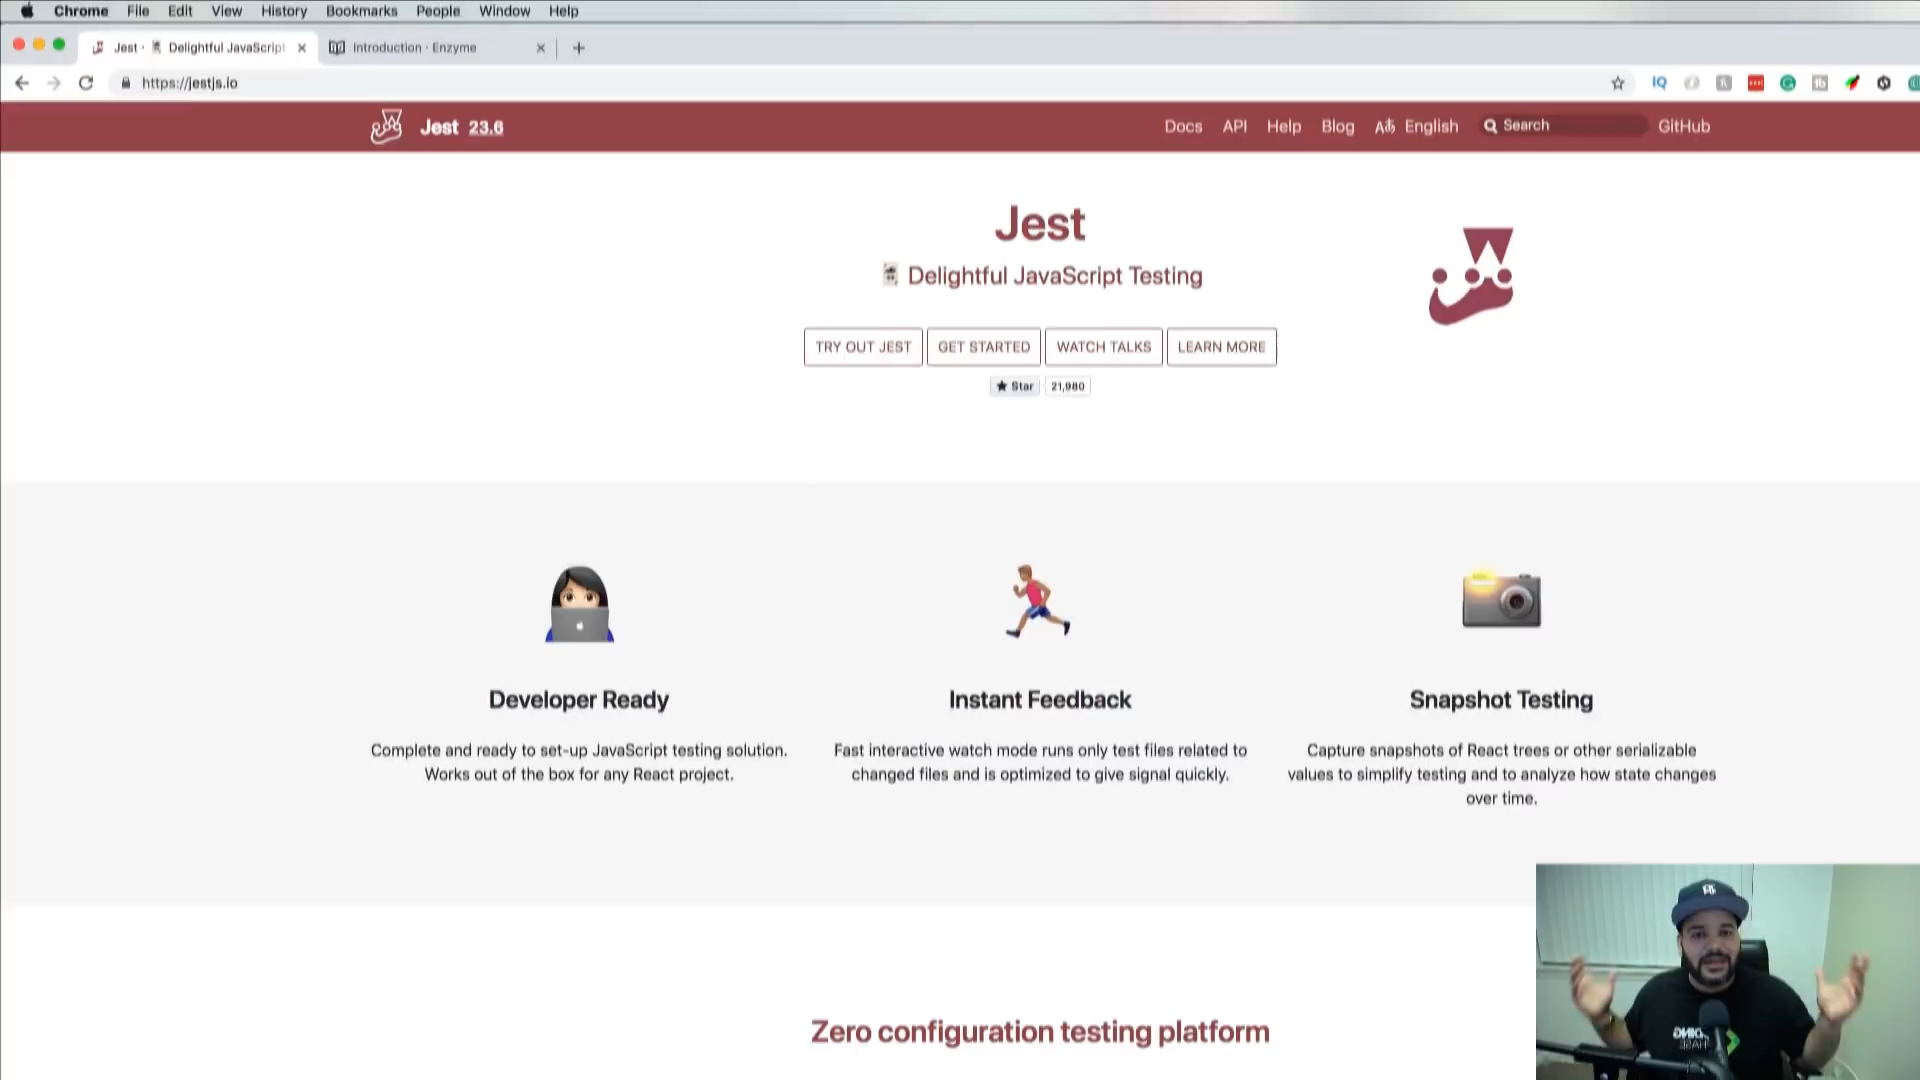 Chrome File Edit View History Bookmarks People Window Help
Jest · Delightful JavaScript
Introduction · Enzyme
https://jestjs.io
IQ
Jest 23.6
Docs API Help Blog English Search GitHub
Jest
Delightful JavaScript Testing
TRY OUT JEST GET STARTED WATCH TALKS LEARN MORE
Star 21,980
Developer Ready
Complete and ready to set-up JavaScript testing solution.
Works out of the box for any React project.
Instant Feedback
Fast interactive watch mode runs only test files related to
changed files and is optimized to give signal quickly.
Snapshot Testing
Capture snapshots of React trees or other serializable
values to simplify testing and to analyze how state changes
over time.
Zero configuration testing platform